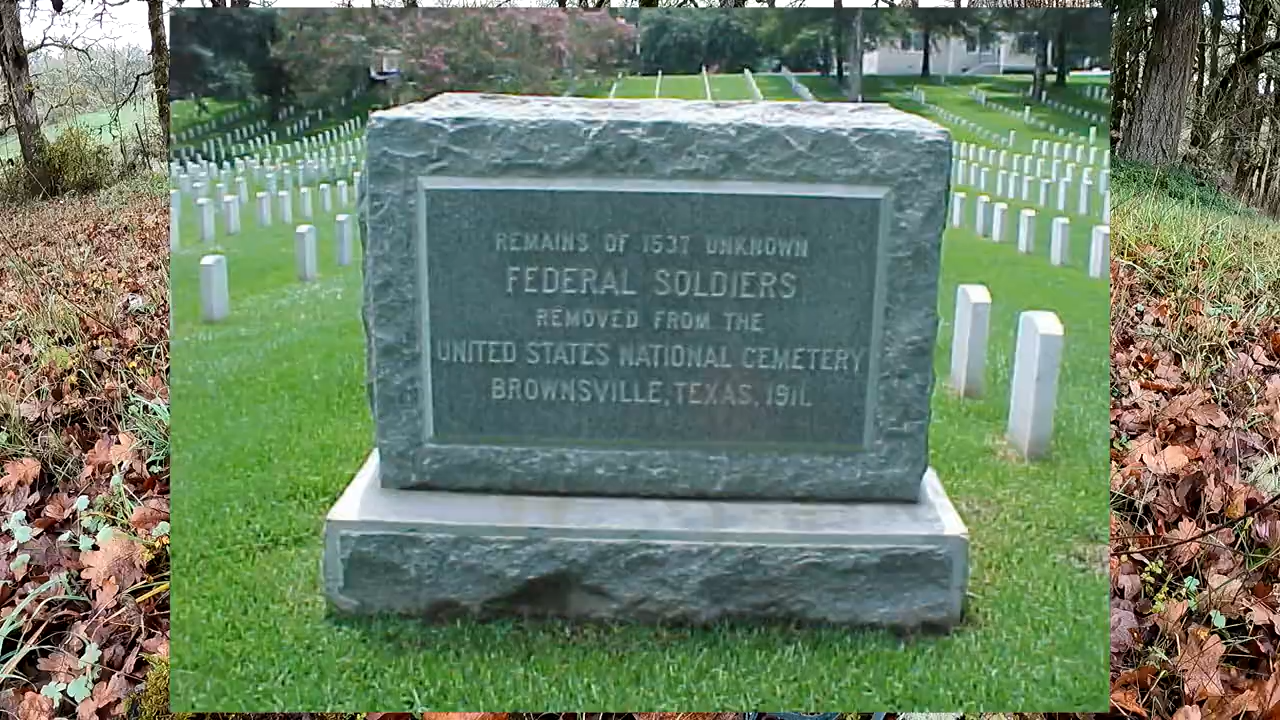 REMAINS OF 1537 UNKNOWN
FEDERAL SOLDIERS
REMOVED FROM THE
UNITED STATES NATIONAL CEMETERY
BROWNSVILLE, TEXAS, 1911.